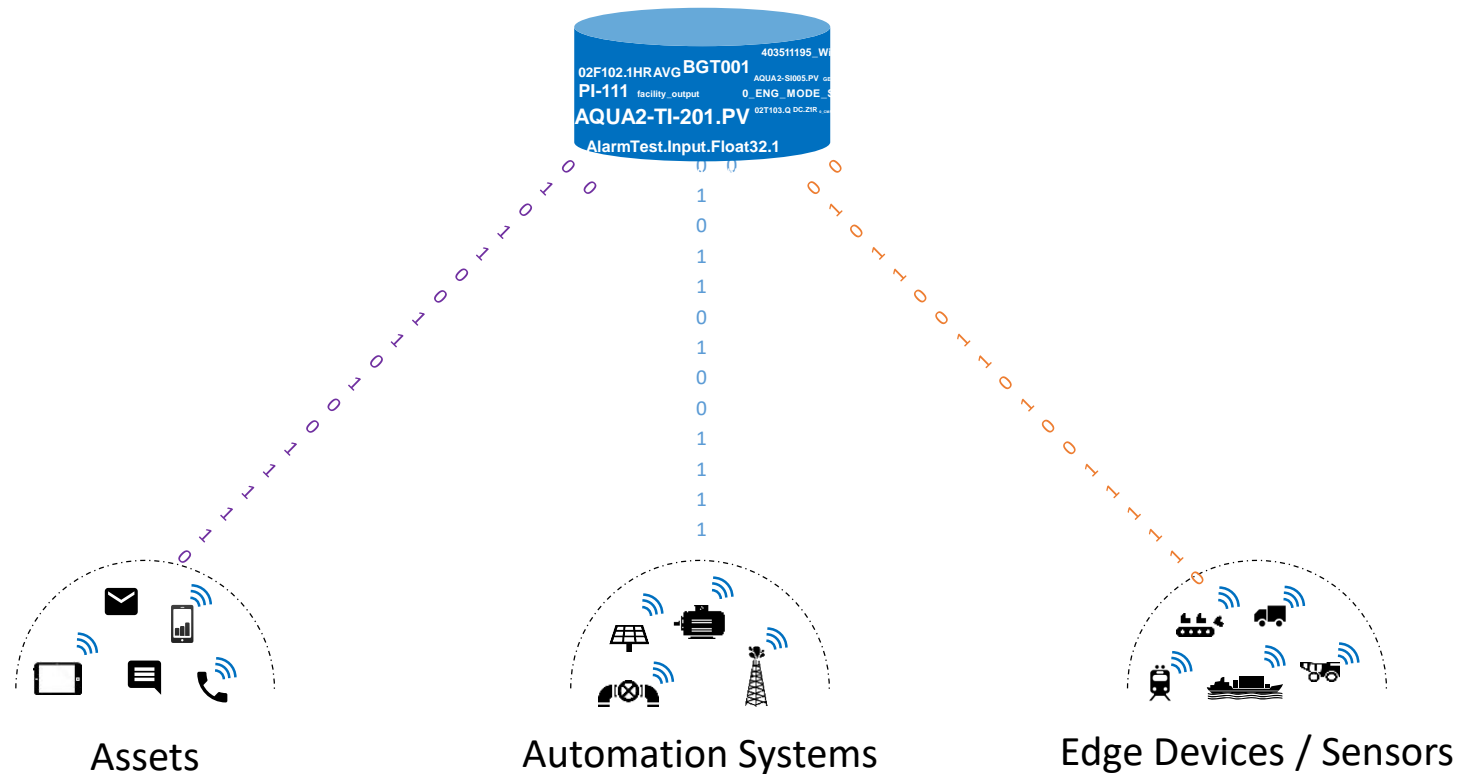 403511195_Wi
02F102.1HRAVG BGT001
AQUA2-SI005.PV
PI-111 facility_output 0_ENG_MODE_S
AQUA2-TI-201.PV 02T103.Q DC.Z1R
AlarmTest.Input.Float32.1
0 0 1 0 1 1 0 0 1 1 0 1 0 0 1 1 1 1 0
0 0
1
0
1
1
0
1
0
0
1
1
1
1
0 0 1 0 1 1 0 0 1 1 0 1 0 0 1 1 1 1 0
Assets
Automation Systems
Edge Devices / Sensors